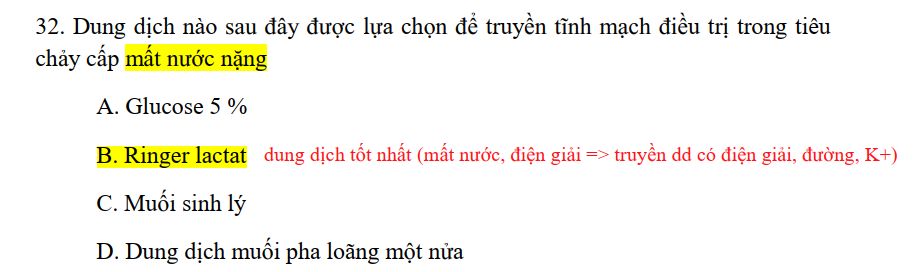 32. Dung dịch nào sau đây được lựa chọn để truyền tĩnh mạch điều trị trong tiêu
chảy cấp mất nước nặng
A. Glucose 5 %
B. Ringer lactat dung dịch tốt nhất (mất nước, điện giải => truyền dd có điện giải, đường, K+)
C. Muối sinh lý
D. Dung dịch muối pha loãng một nửa